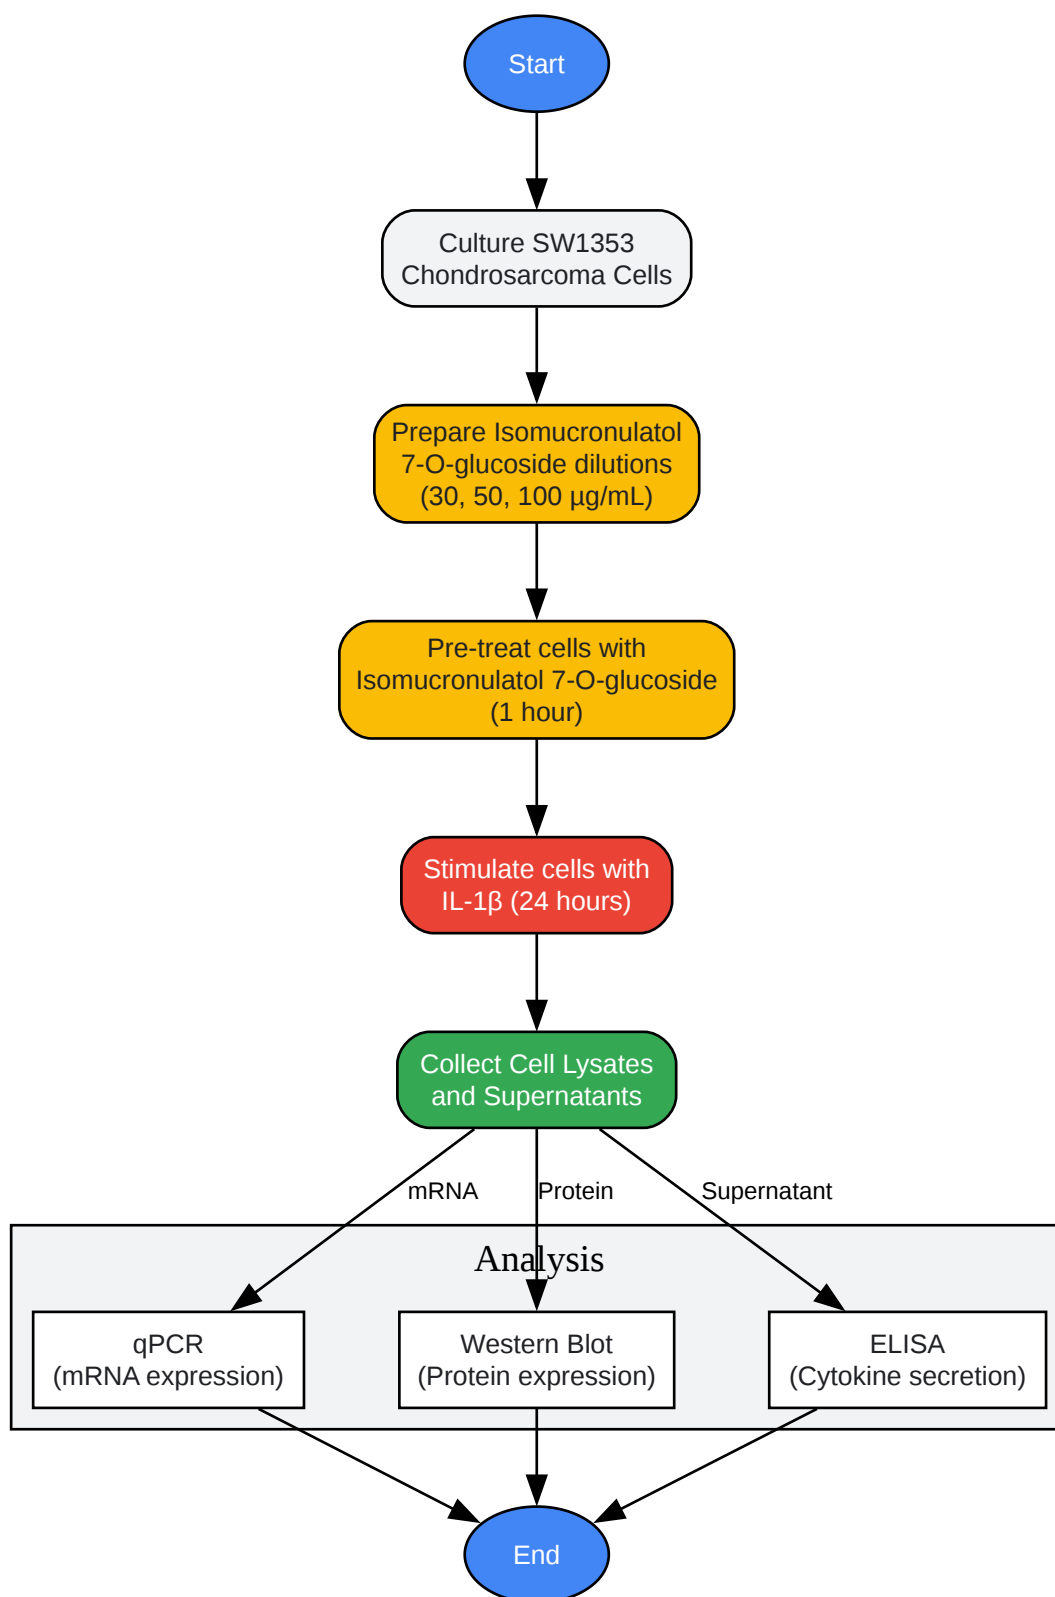 Start
Culture SW1353
Chondrosarcoma Cells
Prepare Isomucronulatol
7-O-glucoside dilutions
(30, 50, 100 µg/mL)
Pre-treat cells with
Isomucronulatol 7-O-glucoside
(1 hour)
Stimulate cells with
IL-1β (24 hours)
Collect Cell Lysates
and Supernatants
mRNA
Protein
Supernatant
Analysis
qPCR
(mRNA expression)
Western Blot
(Protein expression)
ELISA
(Cytokine secretion)
End